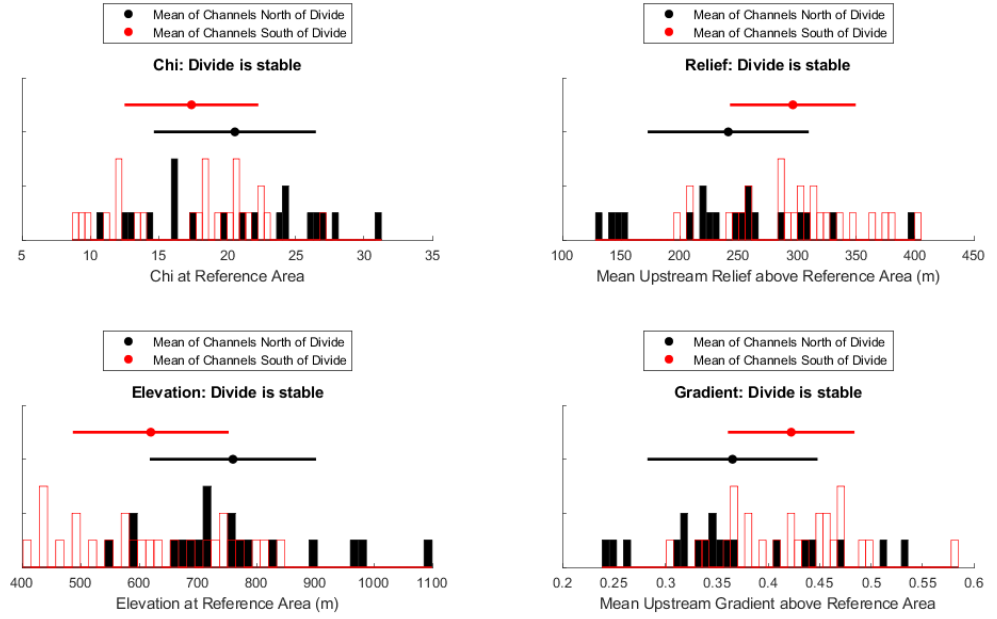 Mean of Channels North of Divide
Mean of Channels South of Divide
Chi: Divide is stable
5 10 15 20 25 30 35
Chi at Reference Area
Mean of Channels North of Divide
Mean of Channels South of Divide
Relief: Divide is stable
100 150 200 250 300 350 400 450
Mean Upstream Relief above Reference Area (m)
Mean of Channels North of Divide
Mean of Channels South of Divide
Elevation: Divide is stable
400 500 600 700 800 900 1000 1100
Elevation at Reference Area (m)
Mean of Channels North of Divide
Mean of Channels South of Divide
Gradient: Divide is stable
0.2 0.25 0.3 0.35 0.4 0.45 0.5 0.55 0.6
Mean Upstream Gradient above Reference Area